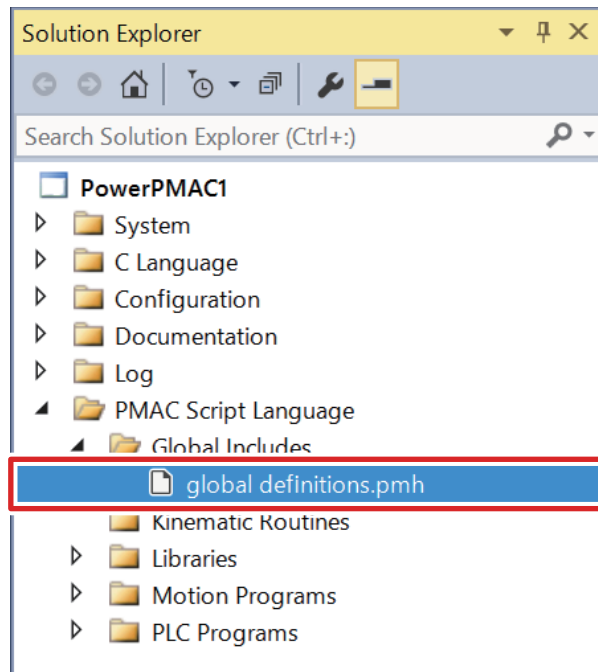 Solution Explorer
Search Solution Explorer (Ctrl+:)
PowerPMAC1
System
C Language
Configuration
Documentation
Log
PMAC Script Language
Global Includes
global definitions.pmh
Kinematic Routines
Libraries
Motion Programs
PLC Programs